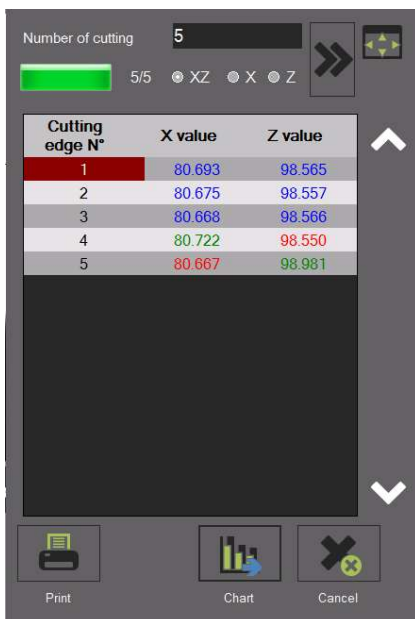 Number of cutting 5
5/5 XZ X Z
Cutting edge N° X value Z value
1 80.693 98.565
2 80.675 98.557
3 80.668 98.566
4 80.722 98.550
5 80.667 98.981
Print Chart Cancel